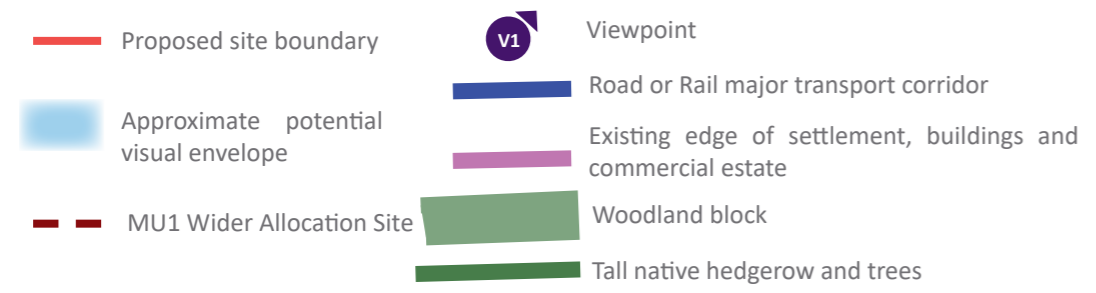 Proposed site boundary
Approximate potential
visual envelope
MU1 Wider Allocation Site
V1
Viewpoint
Road or Rail major transport corridor
Existing edge of settlement, buildings and
commercial estate
Woodland block
Tall native hedgerow and trees